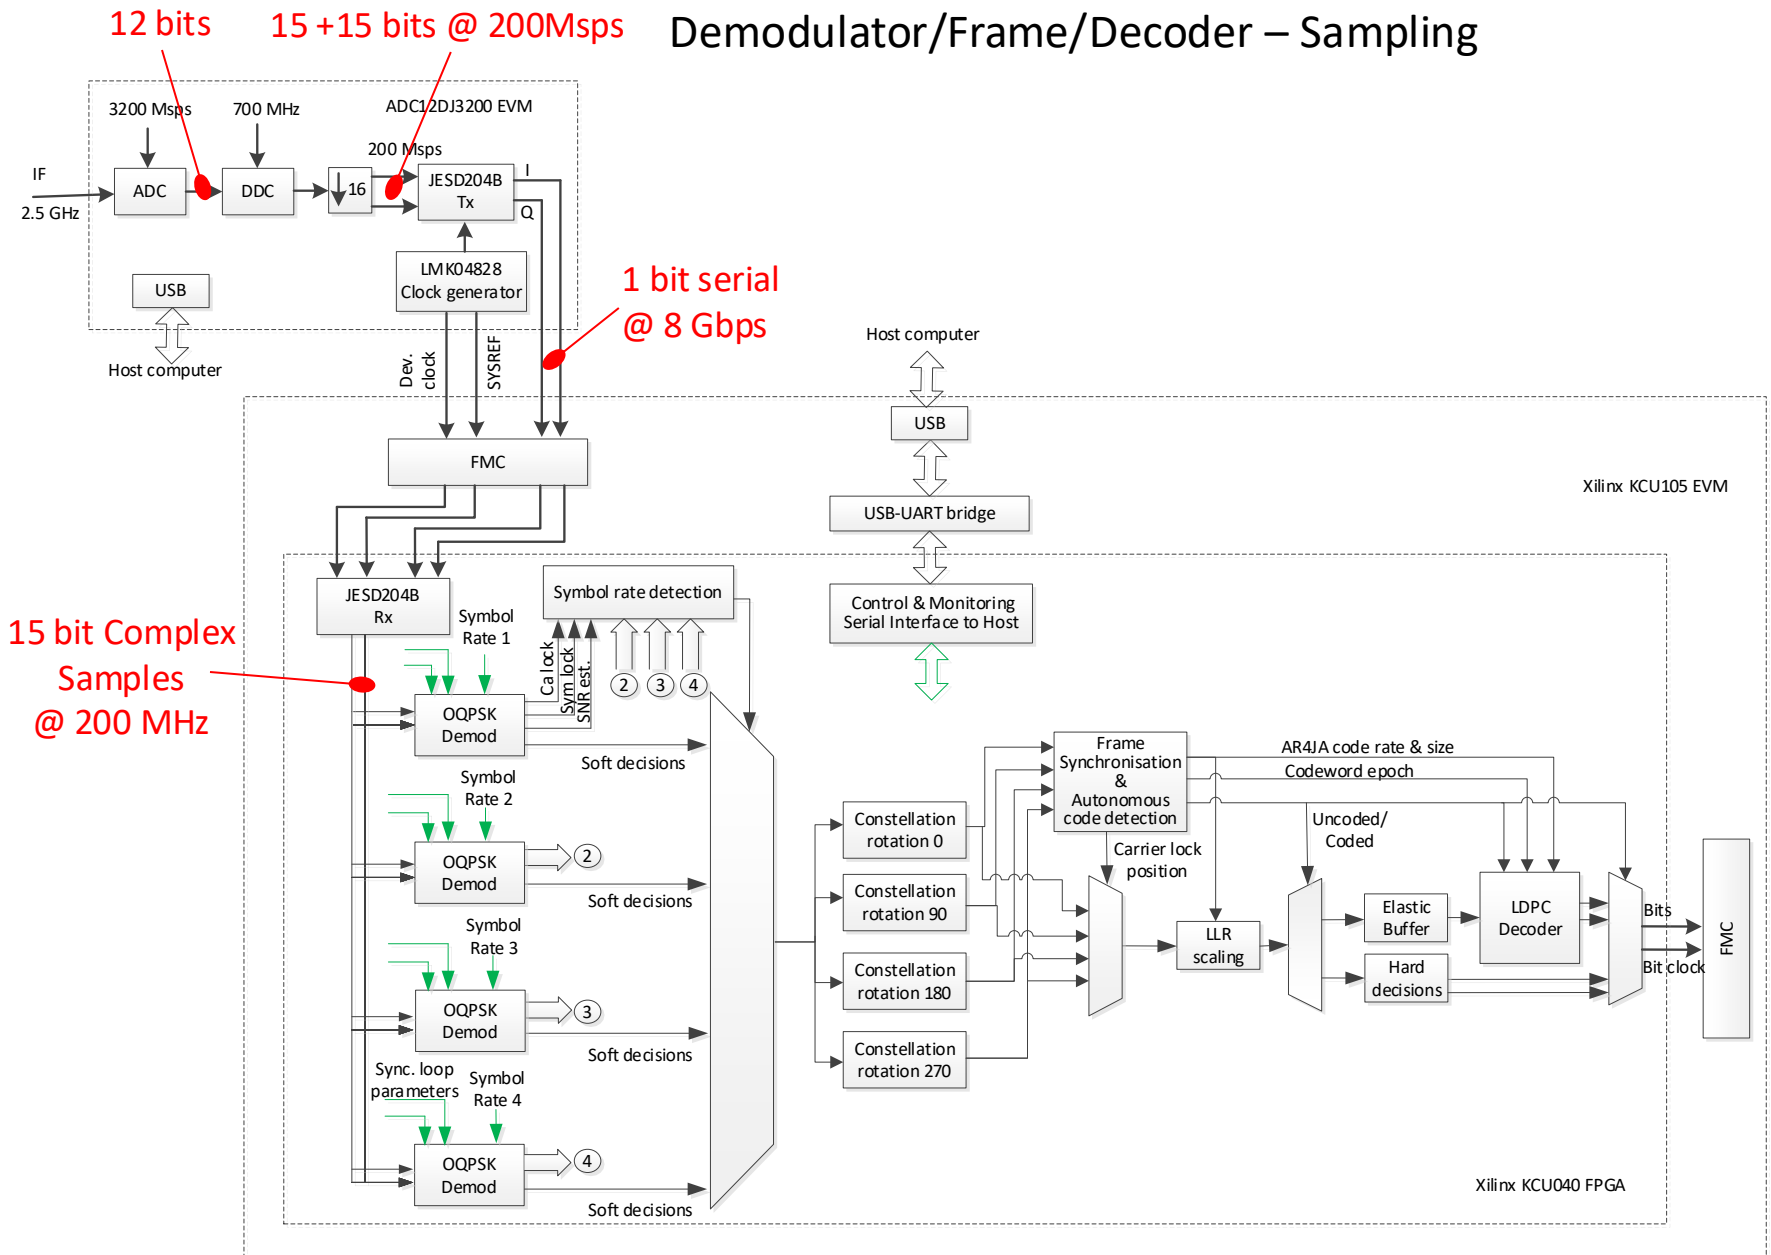 Demodulator/Frame/Decoder – Sampling
12 bits
15 +15 bits @ 200Msps
ADC12DJ3200 EVM
3200 Msps
700 MHz
200 Msps
IF
2.5 GHz
ADC
DDC
16
JESD204B
Tx
I
Q
LMK04828
Clock generator
USB
Host computer
1 bit serial
@ 8 Gbps
Dev.
clock
SYSREF
Host computer
USB
FMC
Xilinx KCU105 EVM
USB-UART bridge
JESD204B
Rx
Symbol rate detection
Control & Monitoring
Serial Interface to Host
15 bit Complex
Samples
@ 200 MHz
Symbol
Rate 1
Ca lock
Sym lock
SNR est.
2
3
4
OQPSK
Demod
Soft decisions
Symbol
Rate 2
OQPSK
Demod
2
Soft decisions
Symbol
Rate 3
OQPSK
Demod
3
Soft decisions
Sync. loop
parameters
Symbol
Rate 4
OQPSK
Demod
4
Soft decisions
Constellation
rotation 0
Constellation
rotation 90
Constellation
rotation 180
Constellation
rotation 270
Frame
Synchronisation
&
Autonomous
code detection
AR4JA code rate & size
Codeword epoch
Uncoded/
Coded
Carrier lock
position
LLR
scaling
Elastic
Buffer
Hard
decisions
LDPC
Decoder
Bits
Bit clock
FMC
Xilinx KCU040 FPGA